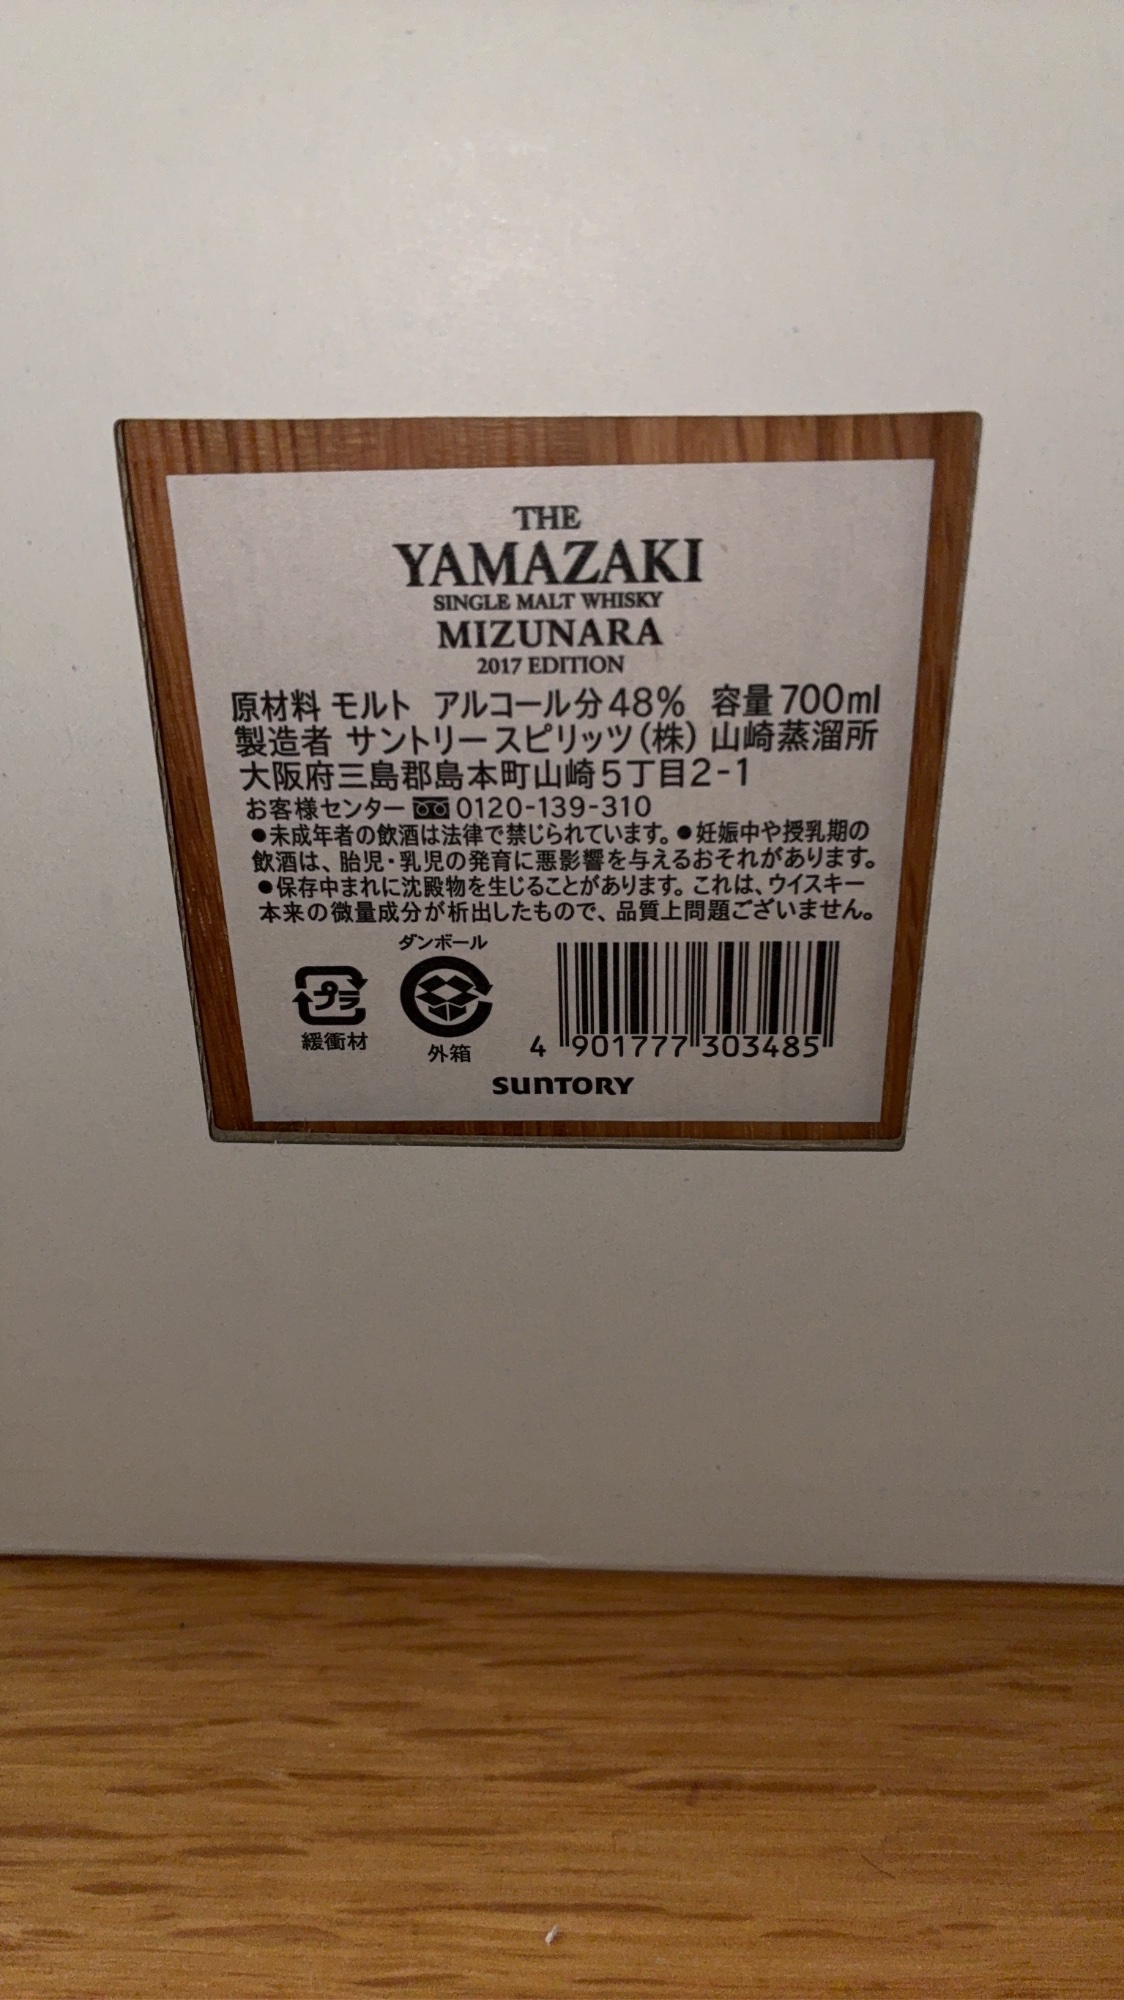 THE
YAMAZAKI
SINGLE MALT WHISKY
MIZUNARA
2017 EDITION
原材料 モルト アルコール分48% 容量700ml
製造者 サントリースピリッツ(株) 山崎蒸溜所
大阪府三島郡島本町山崎5丁目2-1
お客様センター 0120-139-310
●未成年者の飲酒は法律で禁じられています。●妊娠中や授乳期の
飲酒は、胎児・乳児の発育に悪影響を与えるおそれがあります。
●保存中まれに沈殿物を生じることがあります。これは、ウイスキー
本来の微量成分が析出したもので、品質上問題ございません。
プラ
緩衝材
ダンボール
外箱
4 901777 303485
SUNTORY